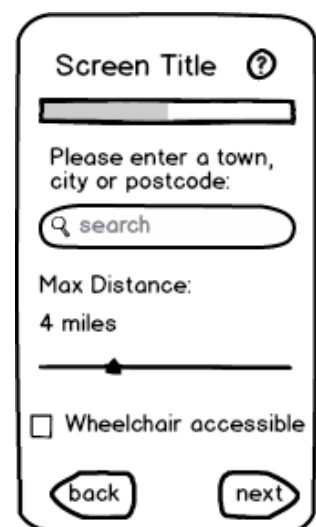 Screen Title ?
Please enter a town,
city or postcode:
search
Max Distance:
4 miles
Wheelchair accessible
back next